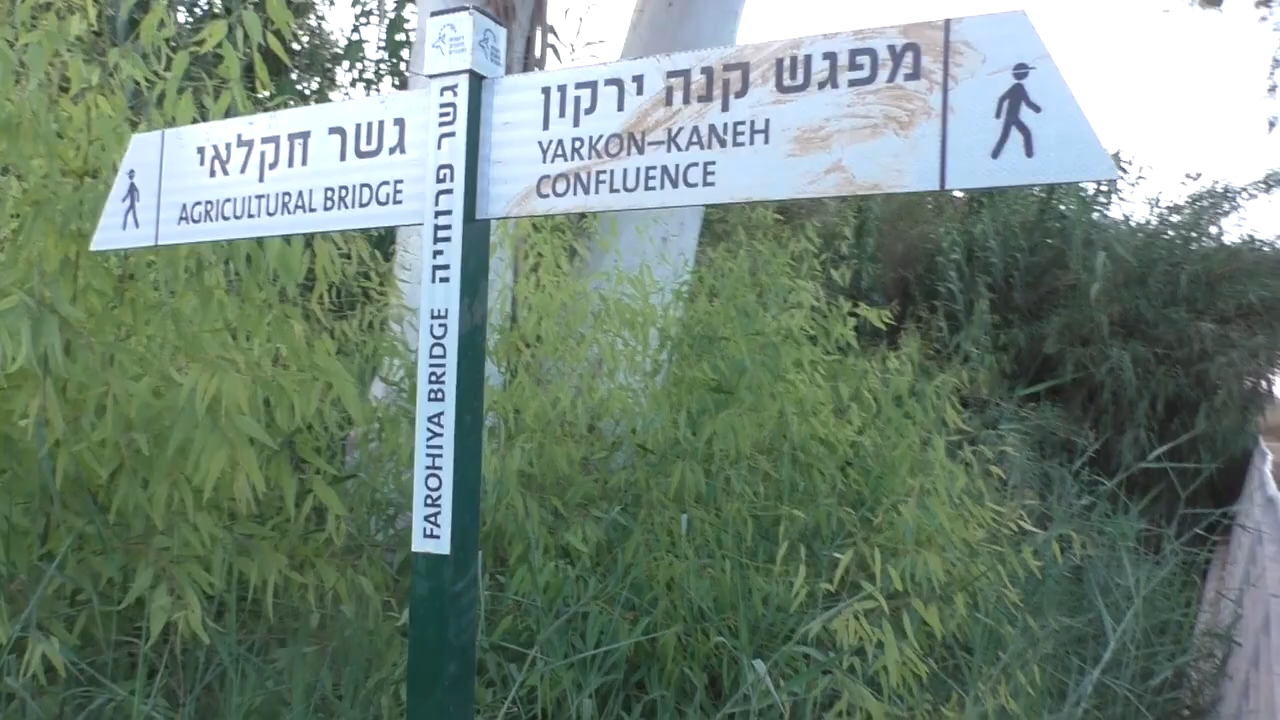 גשר חקלאי
AGRICULTURAL BRIDGE
גשר פרוחיה
FAROHIYA BRIDGE
מפגש קנה ירקון
YARKON–KANEH
CONFLUENCE